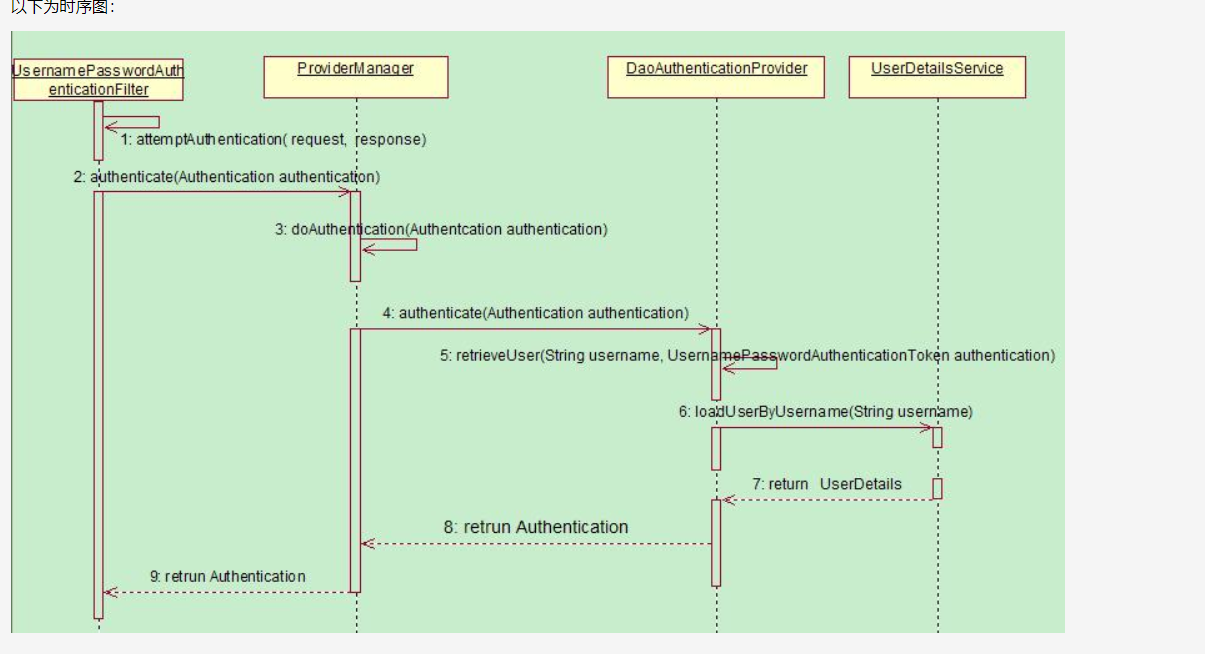 以下为时序图：
UsernamePasswordAuth
enticationFilter
ProviderManager
DaoAuthenticationProvider
UserDetailsService
1: attemptAuthentication( request, response)
2: authenticate(Authentication authentication)
3: doAuthentication(Authentcation authentication)
4: authenticate(Authentication authentication)
5: retrieveUser(String username, UsernamePasswordAuthenticationToken authentication)
6: loadUserByUsername(String username)
7: return UserDetails
8: retrun Authentication
9: retrun Authentication